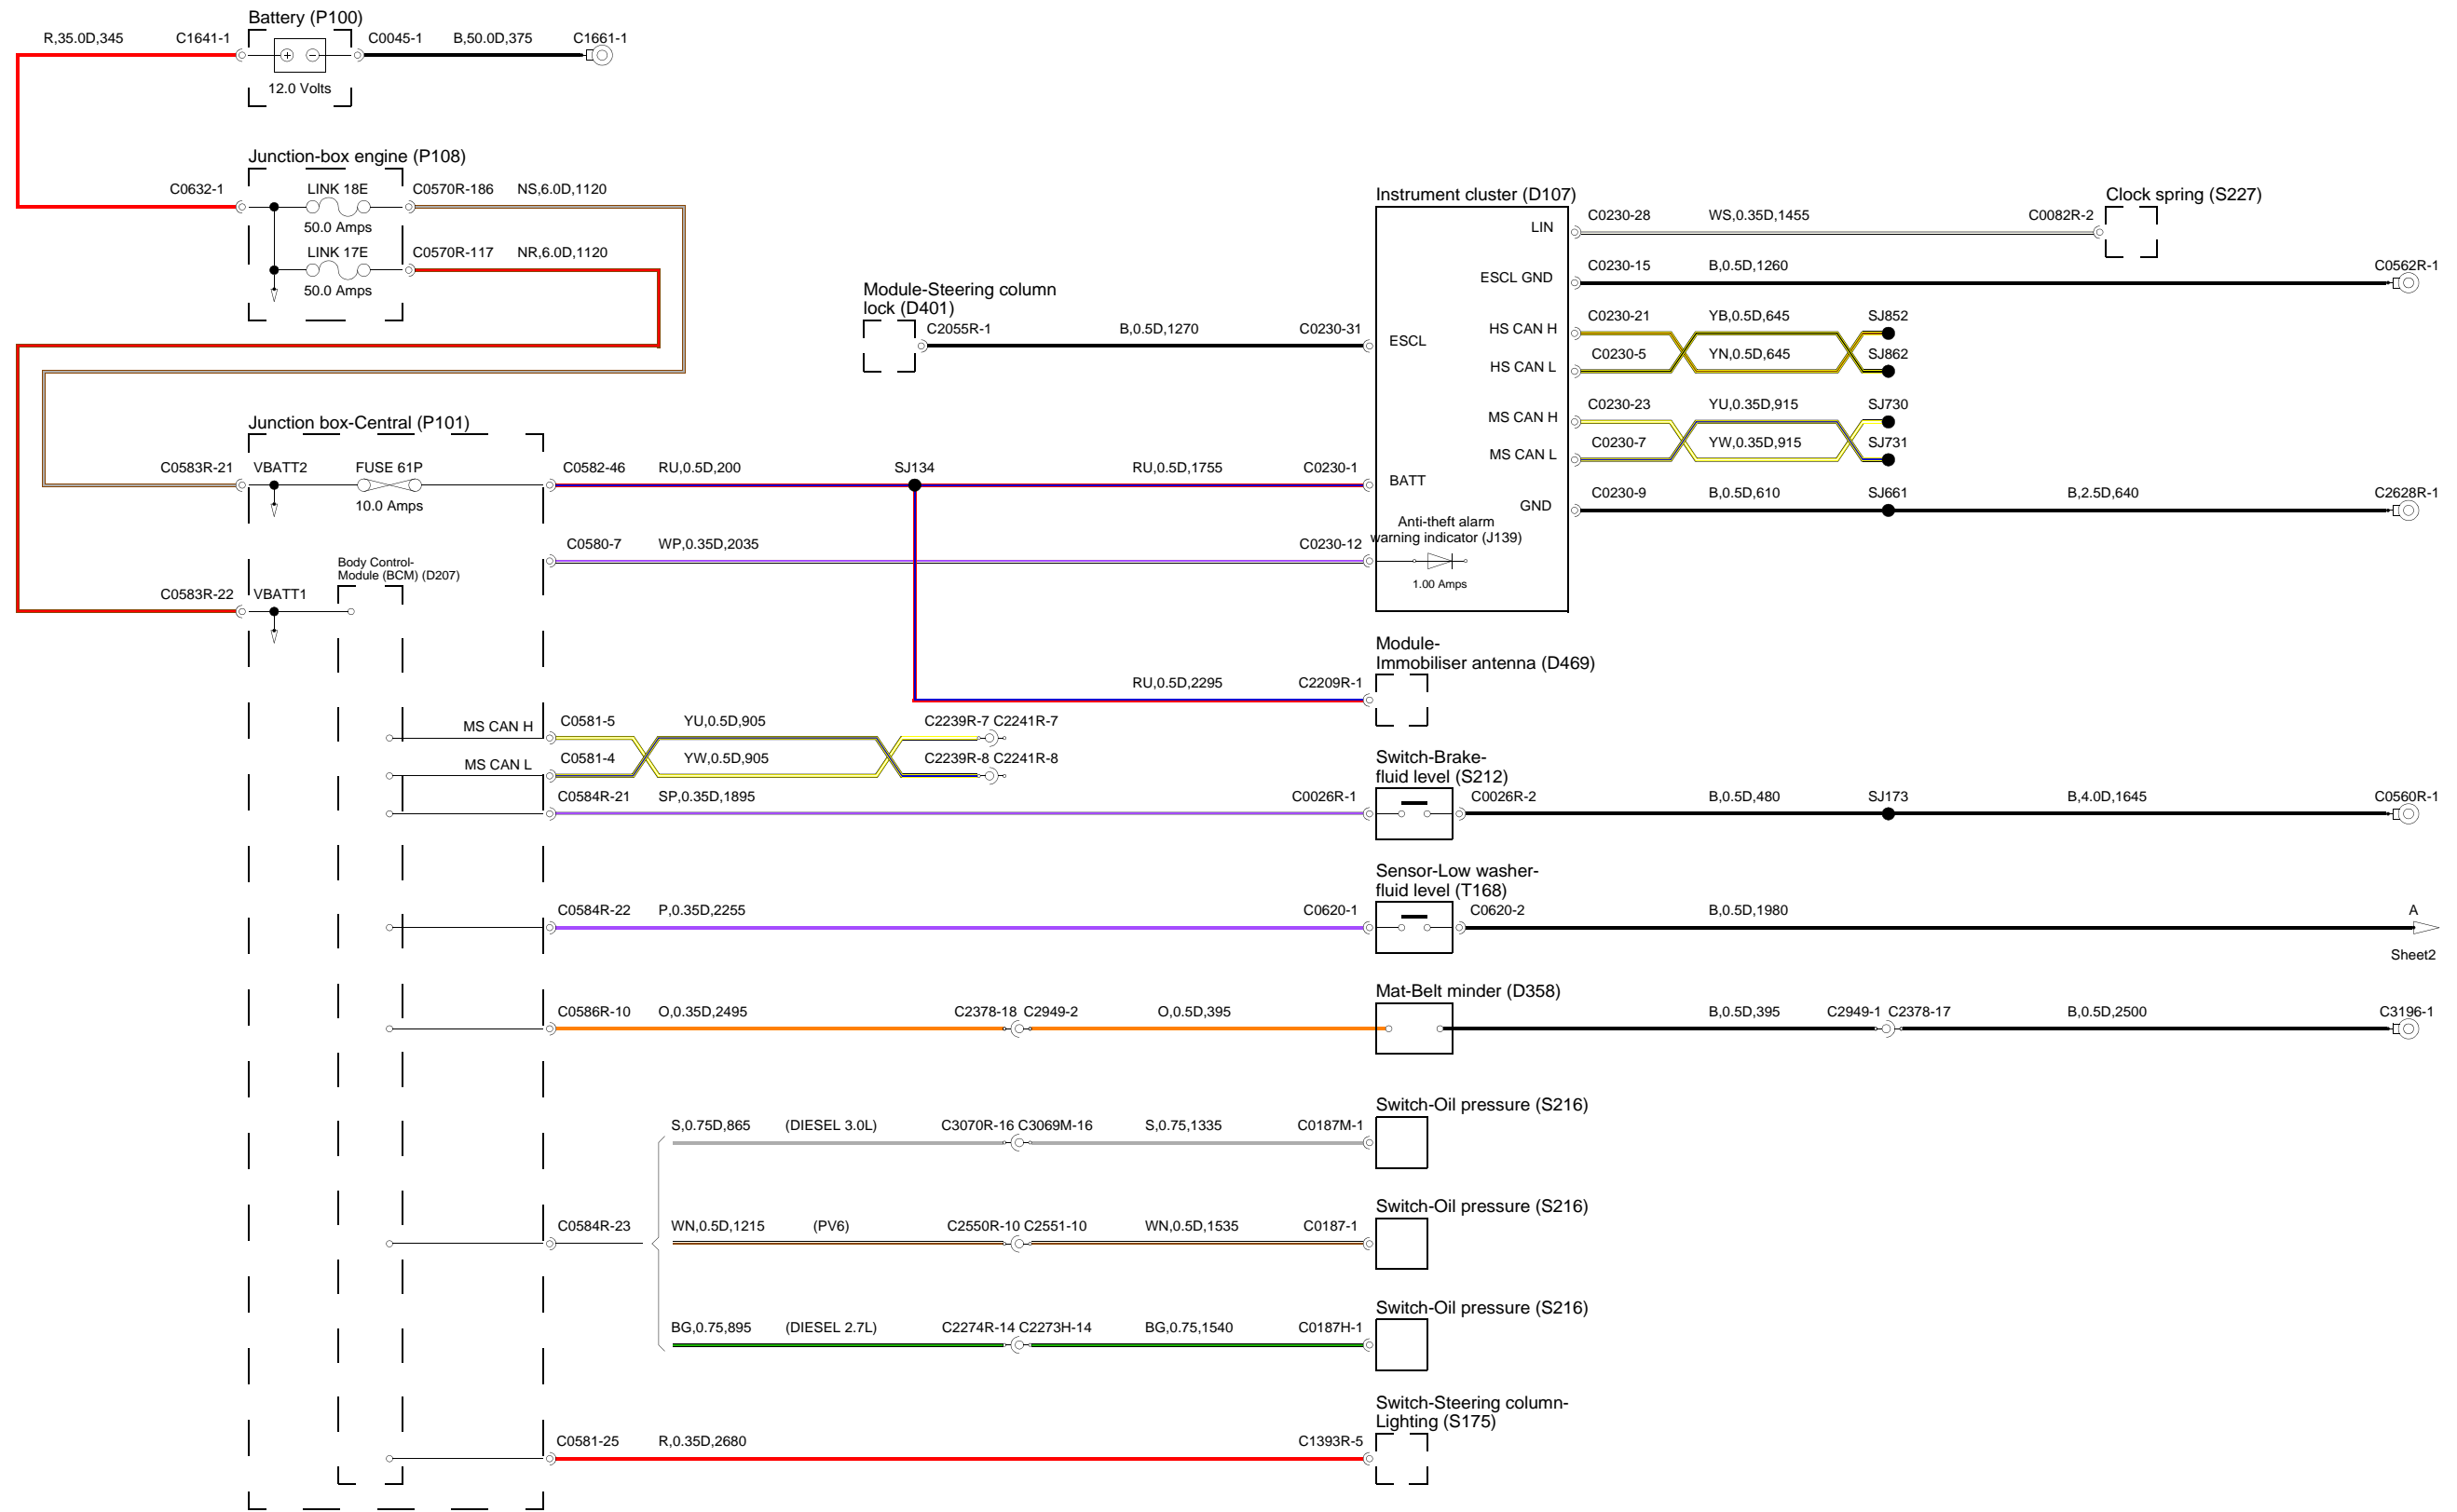 Battery (P100)
R,35.0D,345
C1641-1
C0045-1
B,50.0D,375
C1661-1
12.0 Volts
Junction-box engine (P108)
C0632-1
LINK 18E
C0570R-186
NS,6.0D,1120
50.0 Amps
LINK 17E
C0570R-117
NR,6.0D,1120
50.0 Amps
Module-Steering column
lock (D401)
C2055R-1
B,0.5D,1270
C0230-31
Instrument cluster (D107)
LIN
ESCL GND
HS CAN H
ESCL
HS CAN L
MS CAN H
MS CAN L
BATT
GND
Anti-theft alarm
warning indicator (J139)
1.00 Amps
C0230-28
WS,0.35D,1455
C0082R-2
Clock spring (S227)
C0230-15
B,0.5D,1260
C0562R-1
C0230-21
YB,0.5D,645
SJ852
C0230-5
YN,0.5D,645
SJ862
C0230-23
YU,0.35D,915
SJ730
C0230-7
YW,0.35D,915
SJ731
C0230-9
B,0.5D,610
SJ661
B,2.5D,640
C2628R-1
Junction box-Central (P101)
C0583R-21
VBATT2
FUSE 61P
10.0 Amps
C0582-46
RU,0.5D,200
SJ134
RU,0.5D,1755
C0230-1
C0580-7
WP,0.35D,2035
C0230-12
Body Control-
Module (BCM) (D207)
C0583R-22
VBATT1
Module-
Immobiliser antenna (D469)
RU,0.5D,2295
C2209R-1
MS CAN H
C0581-5
YU,0.5D,905
C2239R-7 C2241R-7
MS CAN L
C0581-4
YW,0.5D,905
C2239R-8 C2241R-8
Switch-Brake-
fluid level (S212)
C0584R-21
SP,0.35D,1895
C0026R-1
C0026R-2
B,0.5D,480
SJ173
B,4.0D,1645
C0560R-1
Sensor-Low washer-
fluid level (T168)
C0584R-22
P,0.35D,2255
C0620-1
C0620-2
B,0.5D,1980
A
Sheet2
Mat-Belt minder (D358)
C0586R-10
O,0.35D,2495
C2378-18 C2949-2
O,0.5D,395
B,0.5D,395
C2949-1 C2378-17
B,0.5D,2500
C3196-1
Switch-Oil pressure (S216)
S,0.75D,865
(DIESEL 3.0L)
C3070R-16 C3069M-16
S,0.75,1335
C0187M-1
Switch-Oil pressure (S216)
C0584R-23
WN,0.5D,1215
(PV6)
C2550R-10 C2551-10
WN,0.5D,1535
C0187-1
Switch-Oil pressure (S216)
BG,0.75,895
(DIESEL 2.7L)
C2274R-14 C2273H-14
BG,0.75,1540
C0187H-1
Switch-Steering column-
Lighting (S175)
C0581-25
R,0.35D,2680
C1393R-5